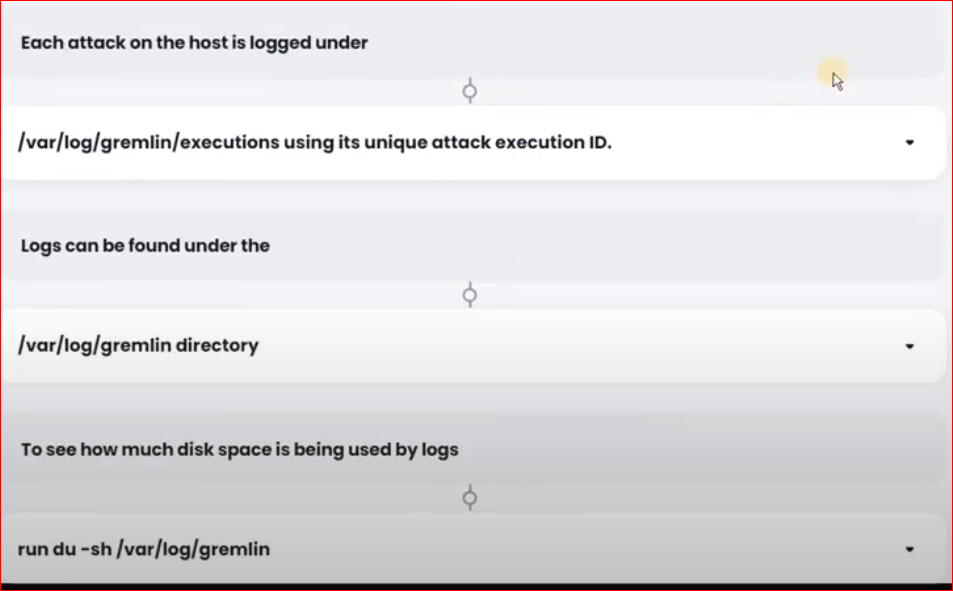 Each attack on the host is logged under
/var/log/gremlin/executions using its unique attack execution ID.
Logs can be found under the
/var/log/gremlin directory
To see how much disk space is being used by logs
run du -sh /var/log/gremlin